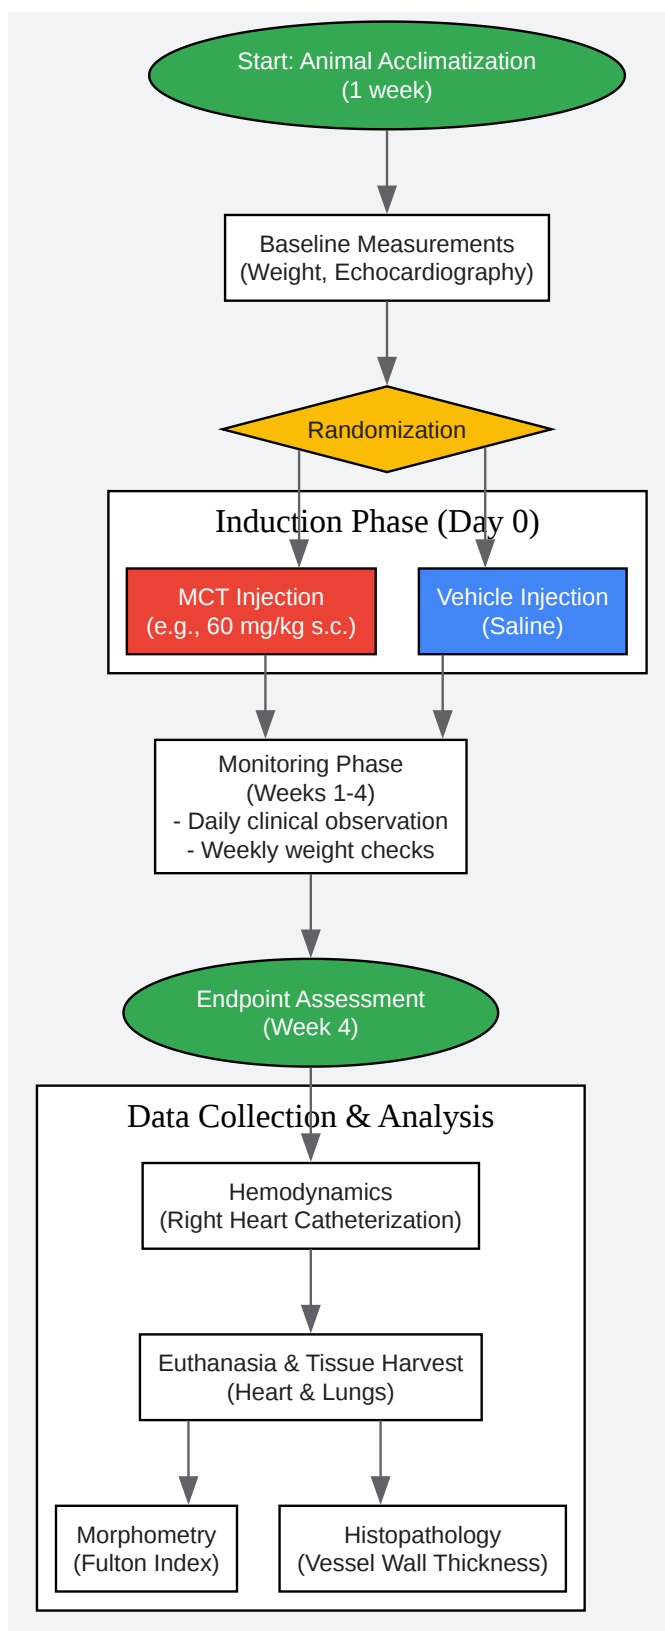 Start: Animal Acclimatization
(1 week)
Baseline Measurements
(Weight, Echocardiography)
Randomization
Induction Phase (Day 0)
MCT Injection
(e.g., 60 mg/kg s.c.)
Vehicle Injection
(Saline)
Monitoring Phase
(Weeks 1-4)
- Daily clinical observation
- Weekly weight checks
Endpoint Assessment
(Week 4)
Data Collection & Analysis
Hemodynamics
(Right Heart Catheterization)
Euthanasia & Tissue Harvest
(Heart & Lungs)
Morphometry
(Fulton Index)
Histopathology
(Vessel Wall Thickness)